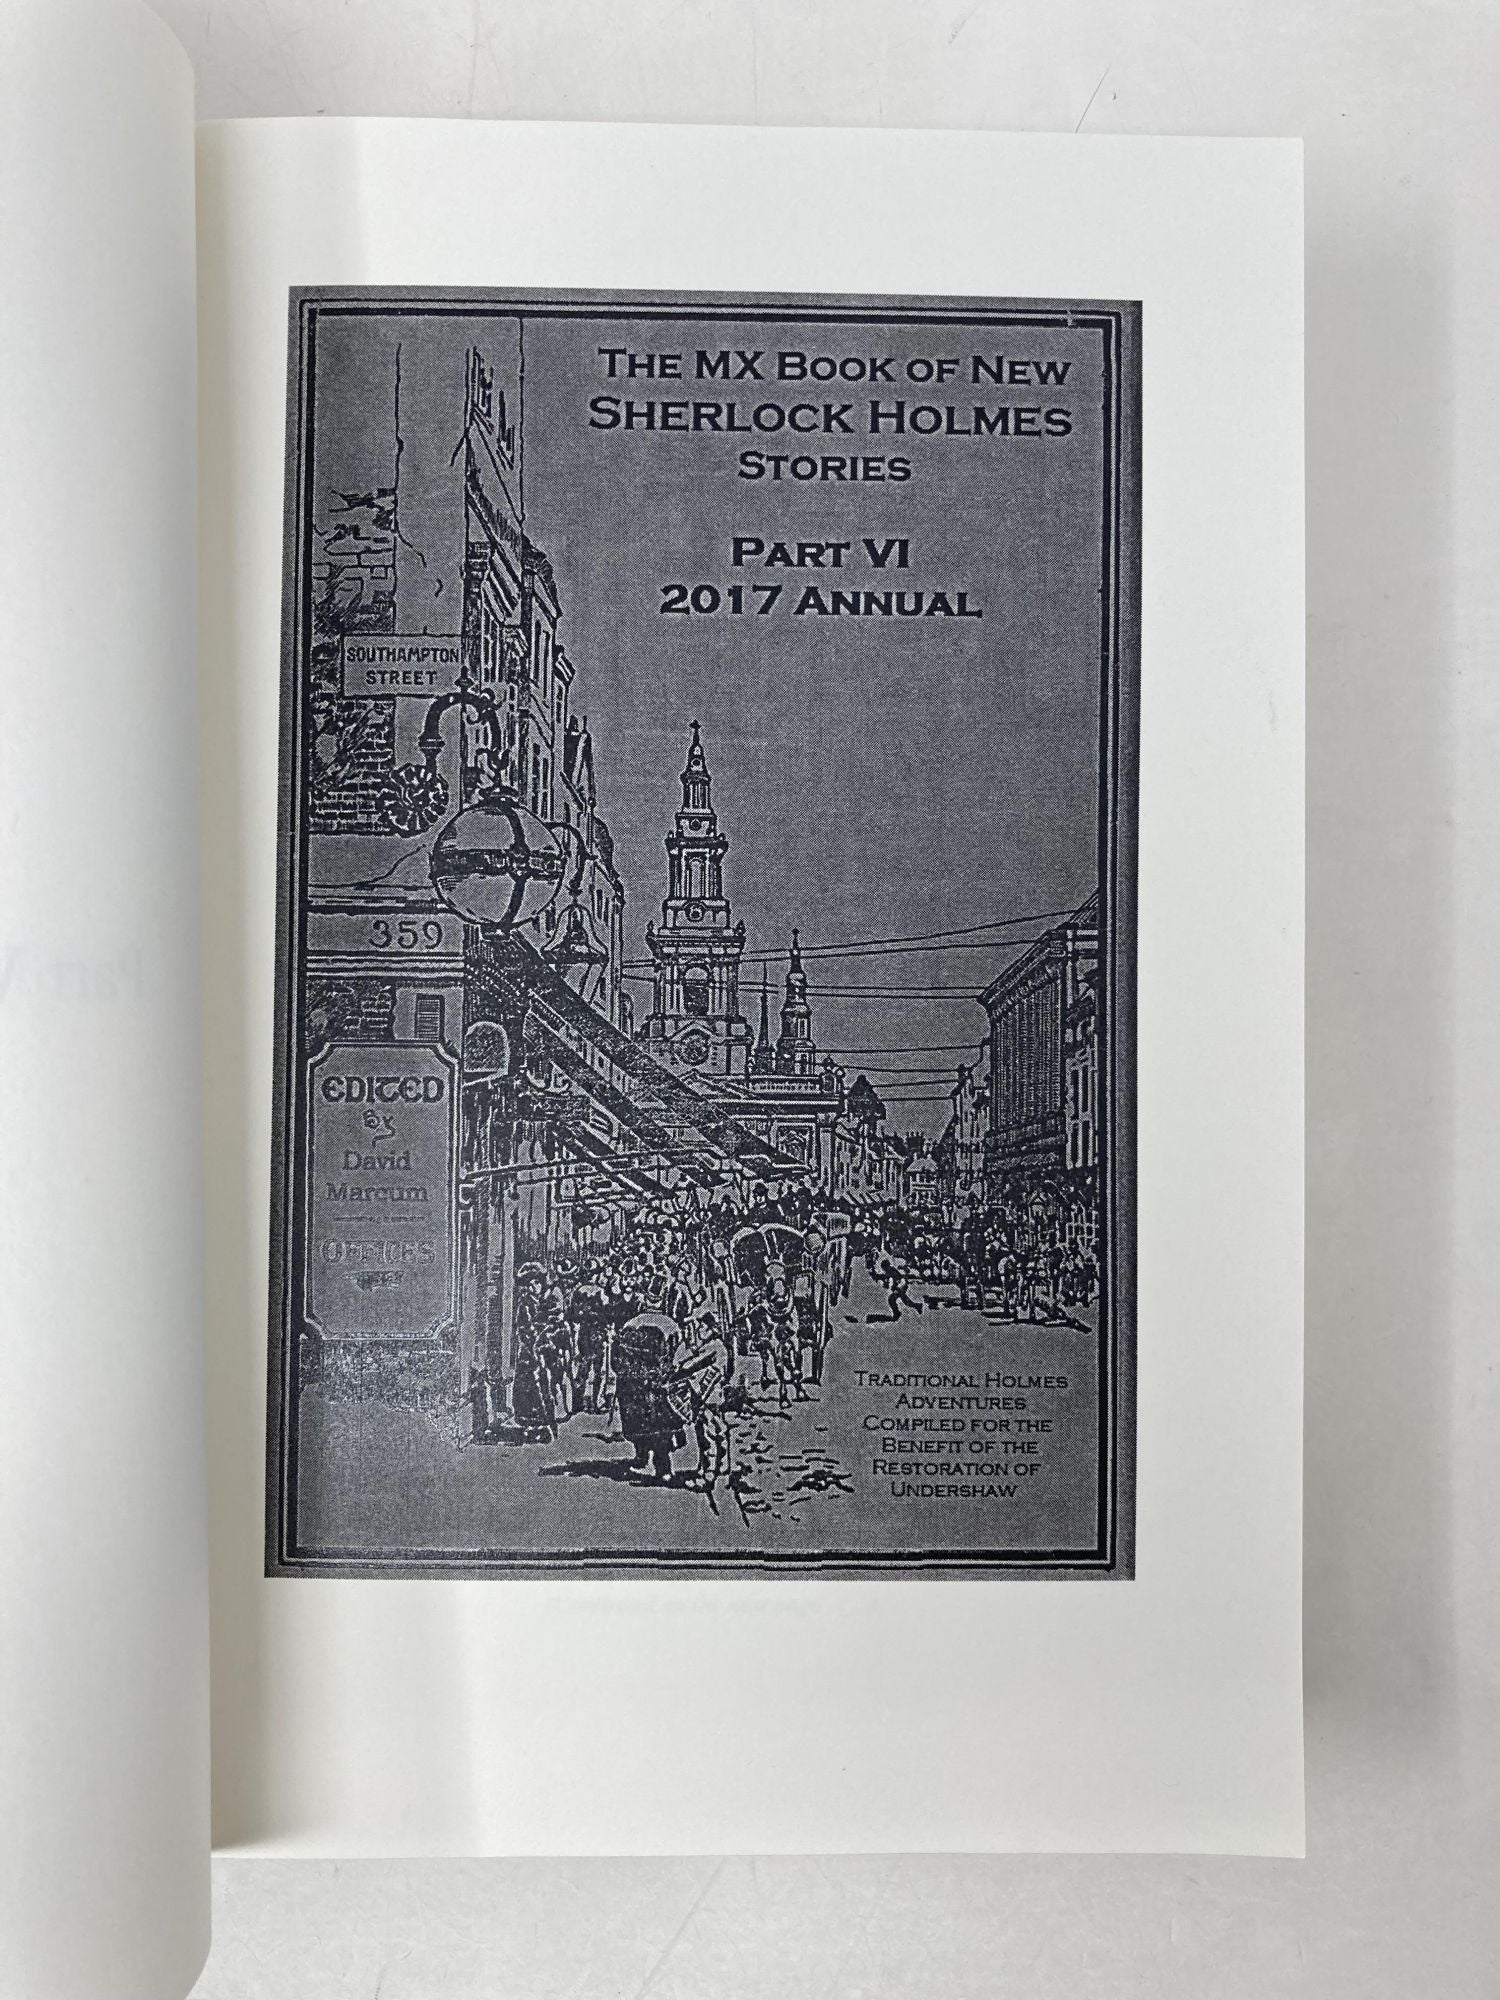 THE MX BOOK OF NEW
SHERLOCK HOLMES
STORIES
PART VI
2017 ANNUAL
SOUTHAMPTON
STREET
359
EDITED
By
David
Marcum
OFFICES
TRADITIONAL HOLMES
ADVENTURES
COMPILED FOR THE
BENEFIT OF THE
RESTORATION OF
UNDERSHAW